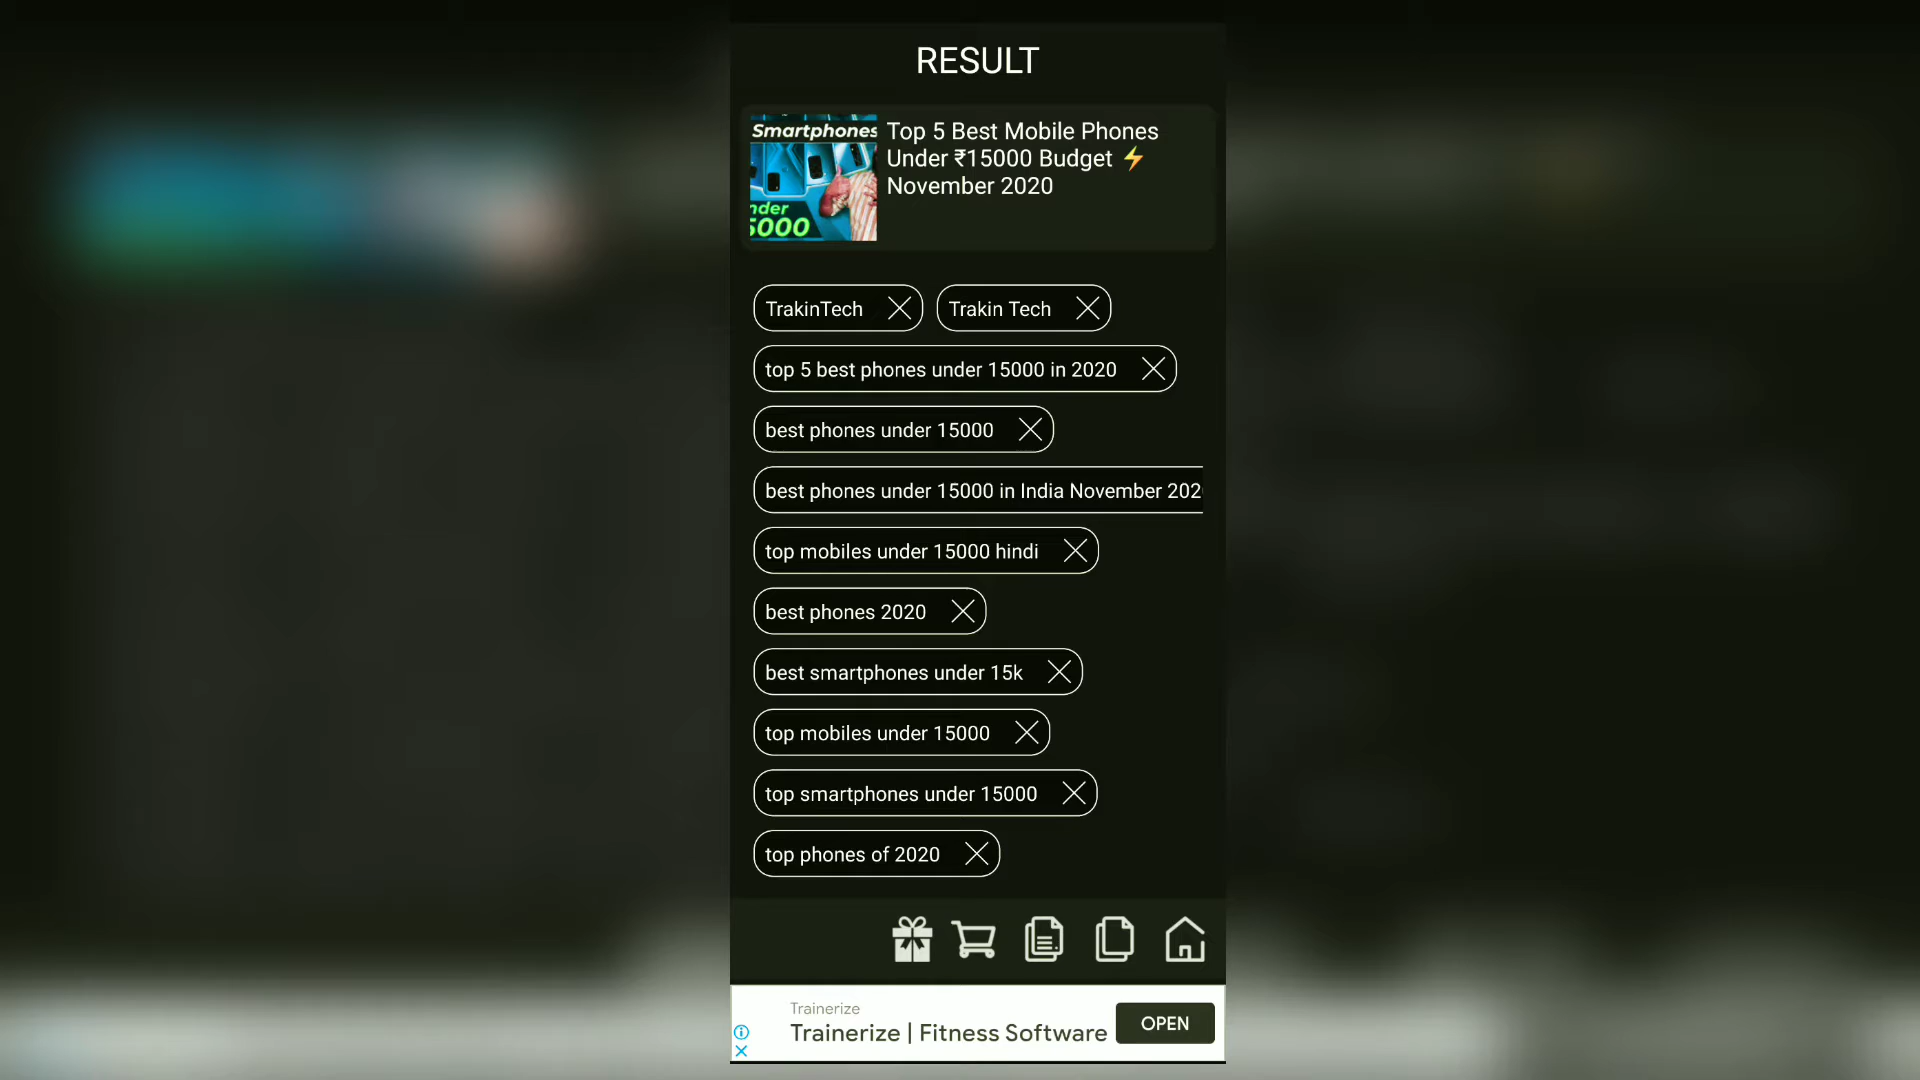 RESULT
Smartphones
nder
5000
Top 5 Best Mobile Phones
Under ₹15000 Budget ⚡
November 2020
TrakinTech
Trakin Tech
top 5 best phones under 15000 in 2020
best phones under 15000
best phones under 15000 in India November 202
top mobiles under 15000 hindi
best phones 2020
best smartphones under 15k
top mobiles under 15000
top smartphones under 15000
top phones of 2020
Trainerize
Trainerize | Fitness Software
OPEN